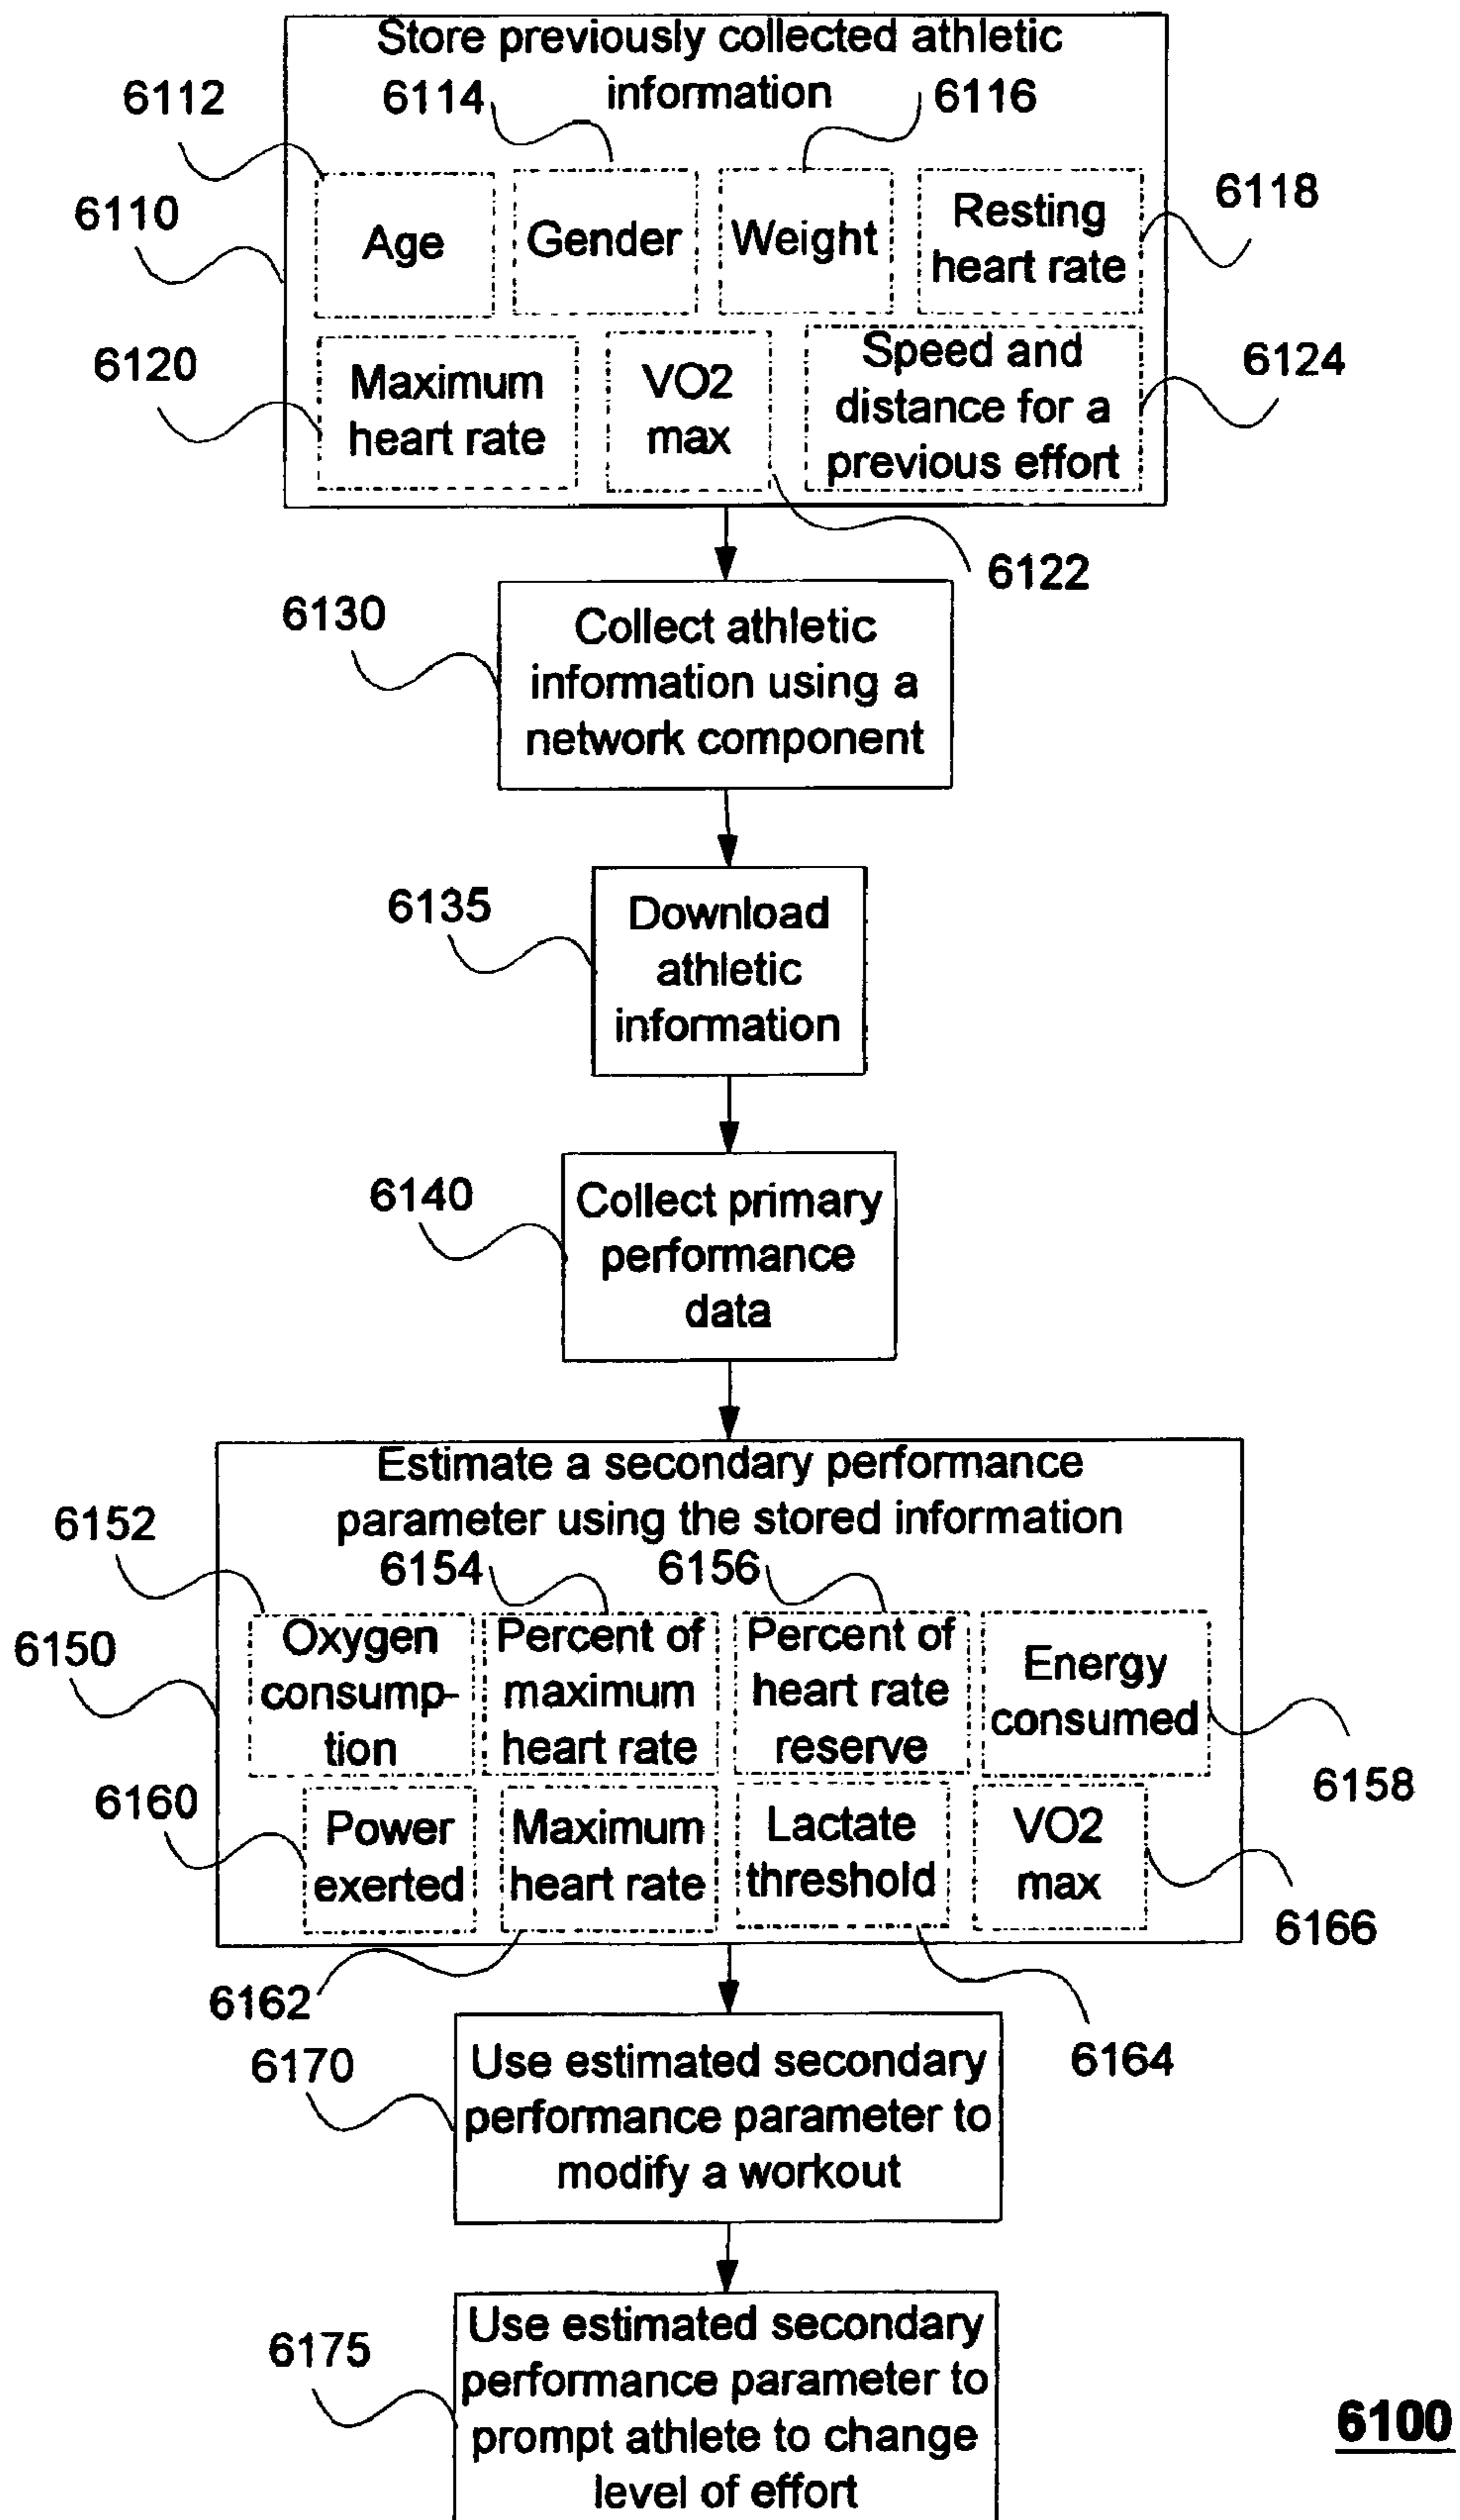 Store previously collected athletic
information
6112
6114
6116
6110
Age
Gender
Weight
Resting
heart rate
6118
6120
Maximum
heart rate
VO2
max
Speed and
distance for a
previous effort
6124
6122
6130
Collect athletic
information using a
network component
6135
Download
athletic
information
6140
Collect primary
performance
data
Estimate a secondary performance
parameter using the stored information
6152
6154
6156
6150
Oxygen
consump-
tion
Percent of
maximum
heart rate
Percent of
heart rate
reserve
Energy
consumed
6158
6160
Power
exerted
Maximum
heart rate
Lactate
threshold
VO2
max
6166
6162
6164
6170
Use estimated secondary
performance parameter to
modify a workout
6175
Use estimated secondary
performance parameter to
prompt athlete to change
level of effort
6100